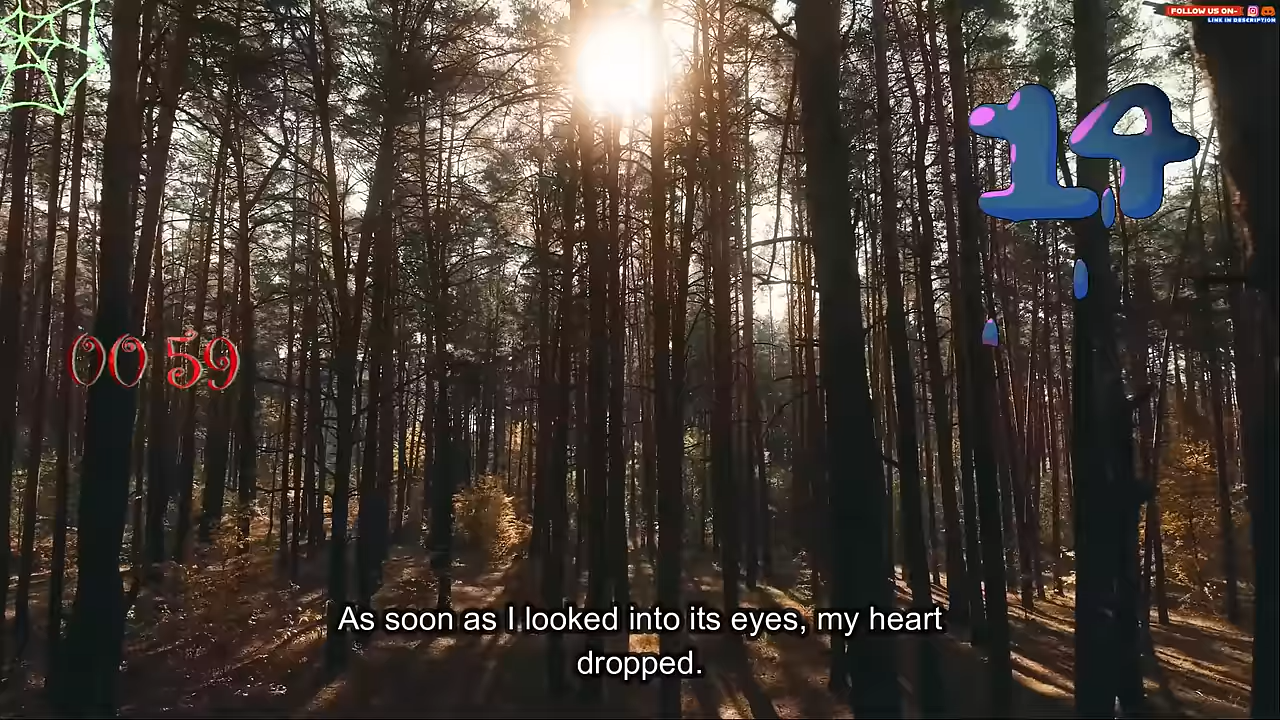 FOLLOW US ON-
LINK IN DESCRIPTION
14
00 59
As soon as I looked into its eyes, my heart
dropped.